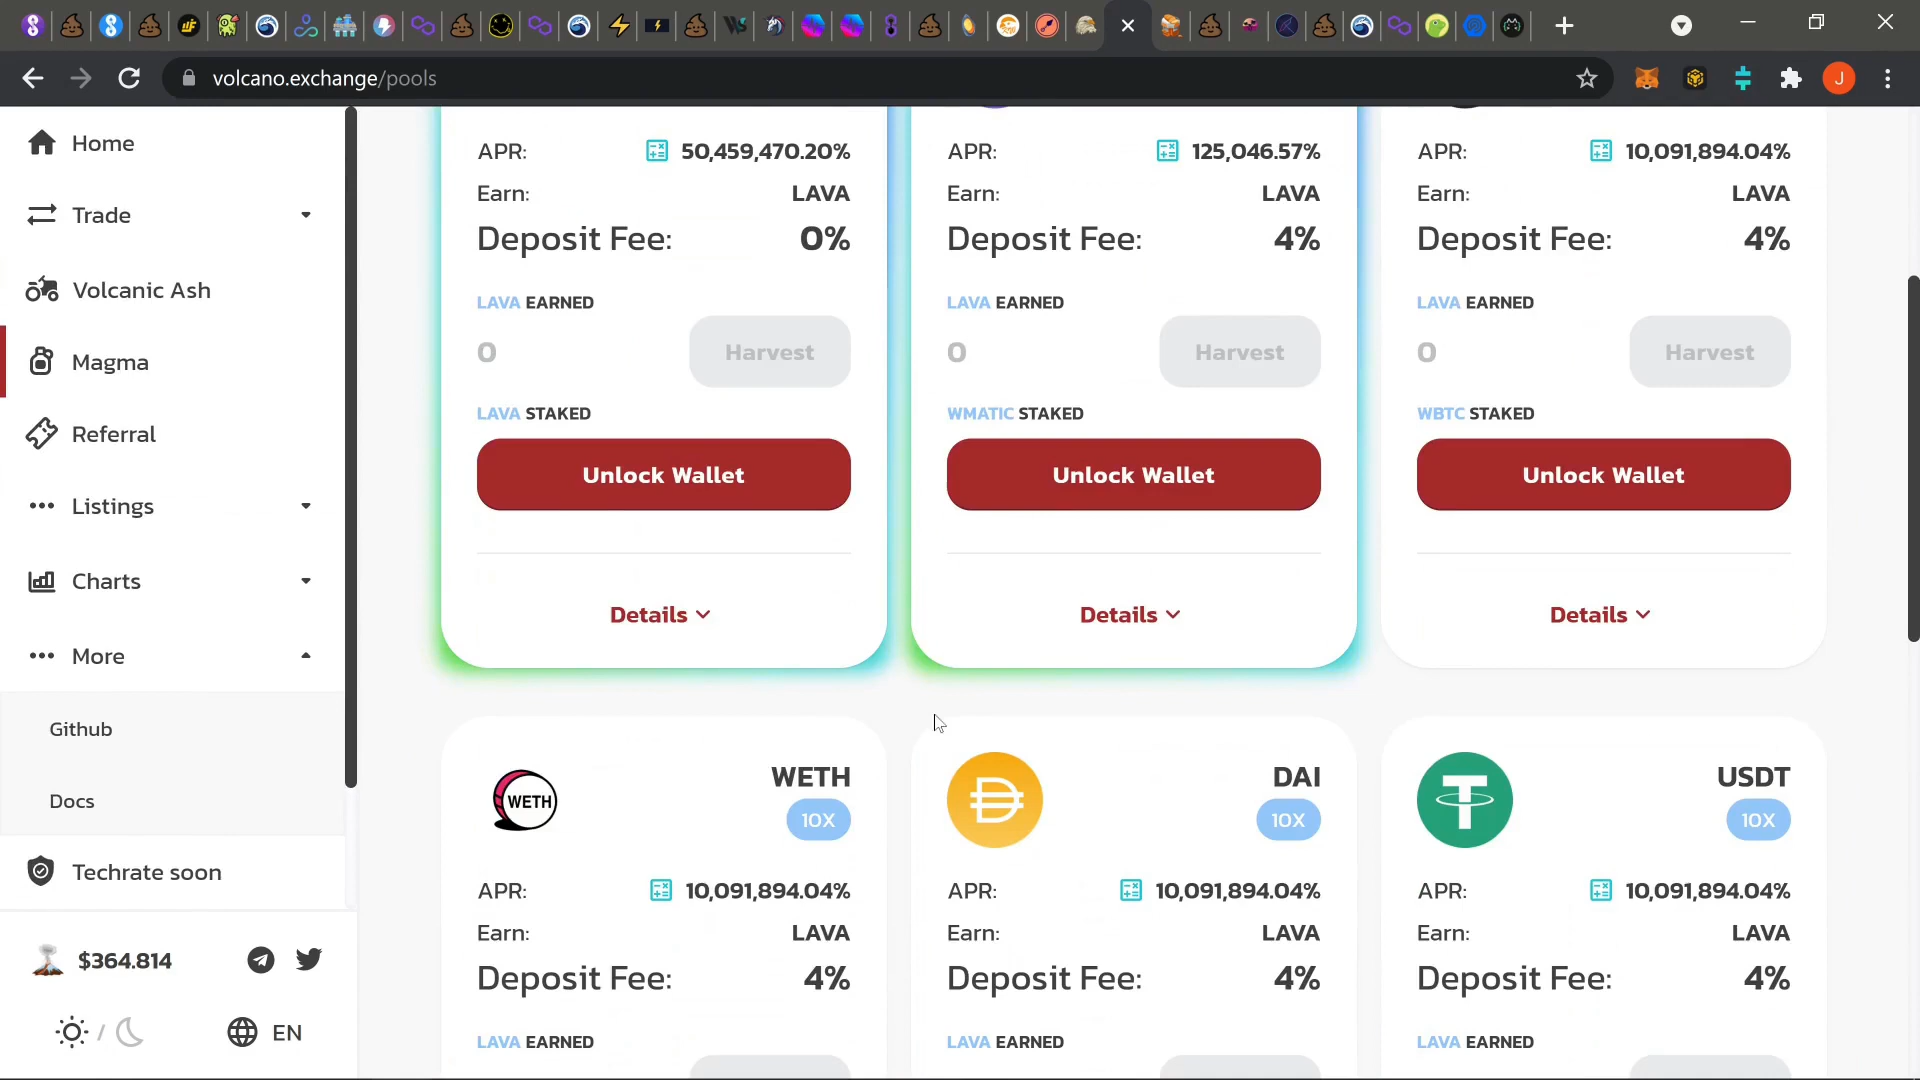 volcano.exchange/pools
J
Home
Trade
Volcanic Ash
Magma
Referral
Listings
Charts
More
Github
Docs
Techrate soon
$364.814
/
EN
APR: 50,459,470.20%
Earn: LAVA
Deposit Fee: 0%
LAVA EARNED
0 Harvest
LAVA STAKED
Unlock Wallet
Details
APR: 125,046.57%
Earn: LAVA
Deposit Fee: 4%
LAVA EARNED
0 Harvest
WMATIC STAKED
Unlock Wallet
Details
APR: 10,091,894.04%
Earn: LAVA
Deposit Fee: 4%
LAVA EARNED
0 Harvest
WBTC STAKED
Unlock Wallet
Details
WETH
WETH
10X
APR: 10,091,894.04%
Earn: LAVA
Deposit Fee: 4%
LAVA EARNED
DAI
10X
APR: 10,091,894.04%
Earn: LAVA
Deposit Fee: 4%
LAVA EARNED
USDT
10X
APR: 10,091,894.04%
Earn: LAVA
Deposit Fee: 4%
LAVA EARNED